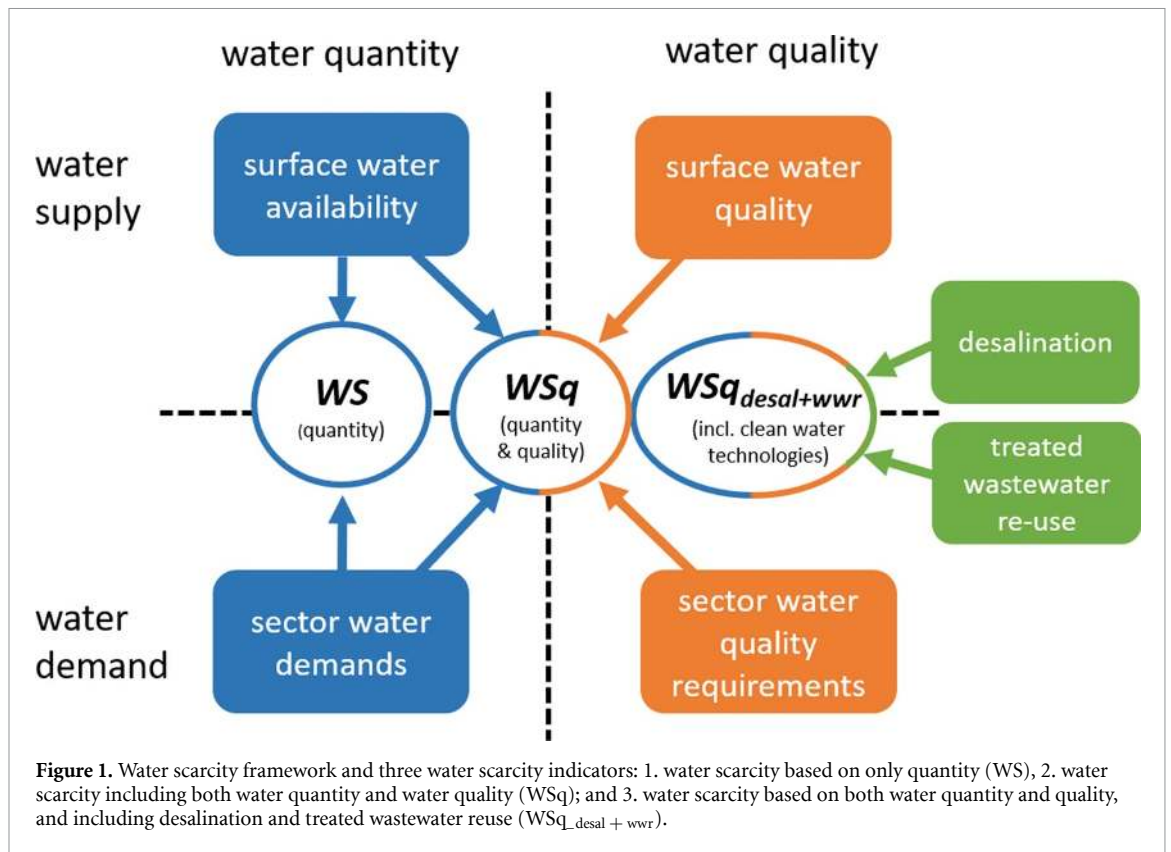 water quantity
water quality
water
supply
surface water
availability
surface water
quality
desalination
WS
(quantity)
WSq
(quantity
& quality)
WSqdesal+wwr
(incl. clean water
technologies)
treated
wastewater
re-use
water
demand
sector water
demands
sector water
quality
requirements
Figure 1. Water scarcity framework and three water scarcity indicators: 1. water scarcity based on only quantity (WS), 2. water
scarcity including both water quantity and water quality (WSq); and 3. water scarcity based on both water quantity and quality,
and including desalination and treated wastewater reuse (WSq_desal + wwr).